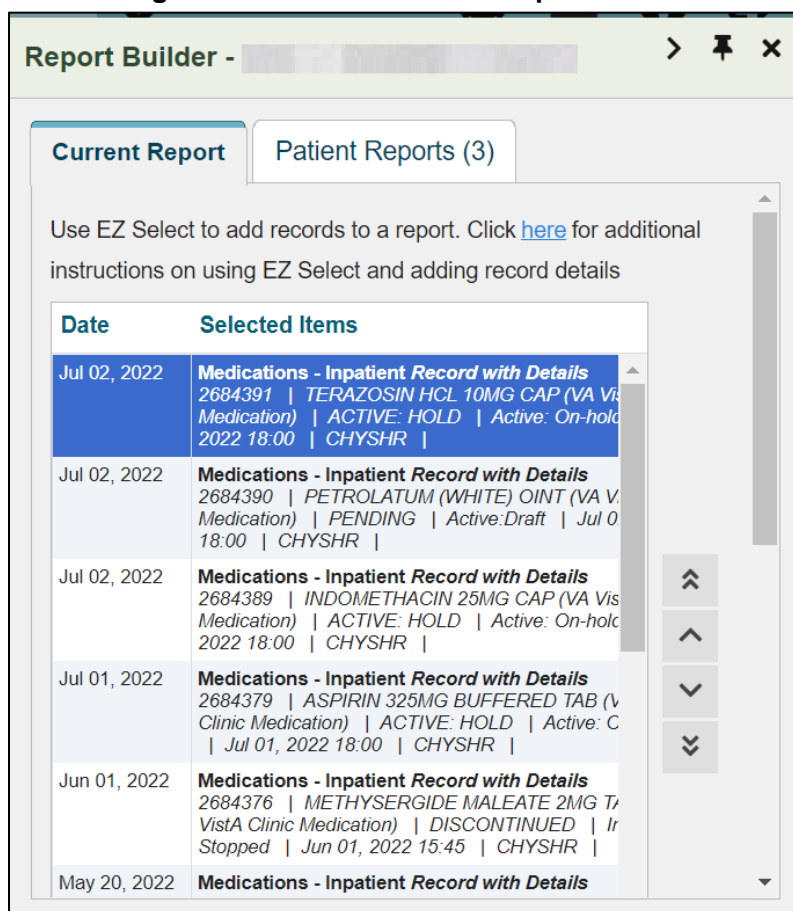 Report Builder -
Current Report
Patient Reports (3)
Use EZ Select to add records to a report. Click here for additional
instructions on using EZ Select and adding record details
Date Selected Items
Jul 02, 2022 Medications - Inpatient Record with Details
2684391 | TERAZOSIN HCL 10MG CAP (VA Vis
Medication) | ACTIVE: HOLD | Active: On-hold
2022 18:00 | CHYSHR |
Jul 02, 2022 Medications - Inpatient Record with Details
2684390 | PETROLATUM (WHITE) OINT (VA V
Medication) | PENDING | Active:Draft | Jul 0
18:00 | CHYSHR |
Jul 02, 2022 Medications - Inpatient Record with Details
2684389 | INDOMETHACIN 25MG CAP (VA Vis
Medication) | ACTIVE: HOLD | Active: On-hold
2022 18:00 | CHYSHR |
Jul 01, 2022 Medications - Inpatient Record with Details
2684379 | ASPIRIN 325MG BUFFERED TAB (V
Clinic Medication) | ACTIVE: HOLD | Active: O
| Jul 01, 2022 18:00 | CHYSHR |
Jun 01, 2022 Medications - Inpatient Record with Details
2684376 | METHYSERGIDE MALEATE 2MG TA
VistA Clinic Medication) | DISCONTINUED | In
Stopped | Jun 01, 2022 15:45 | CHYSHR |
May 20, 2022 Medications - Inpatient Record with Details